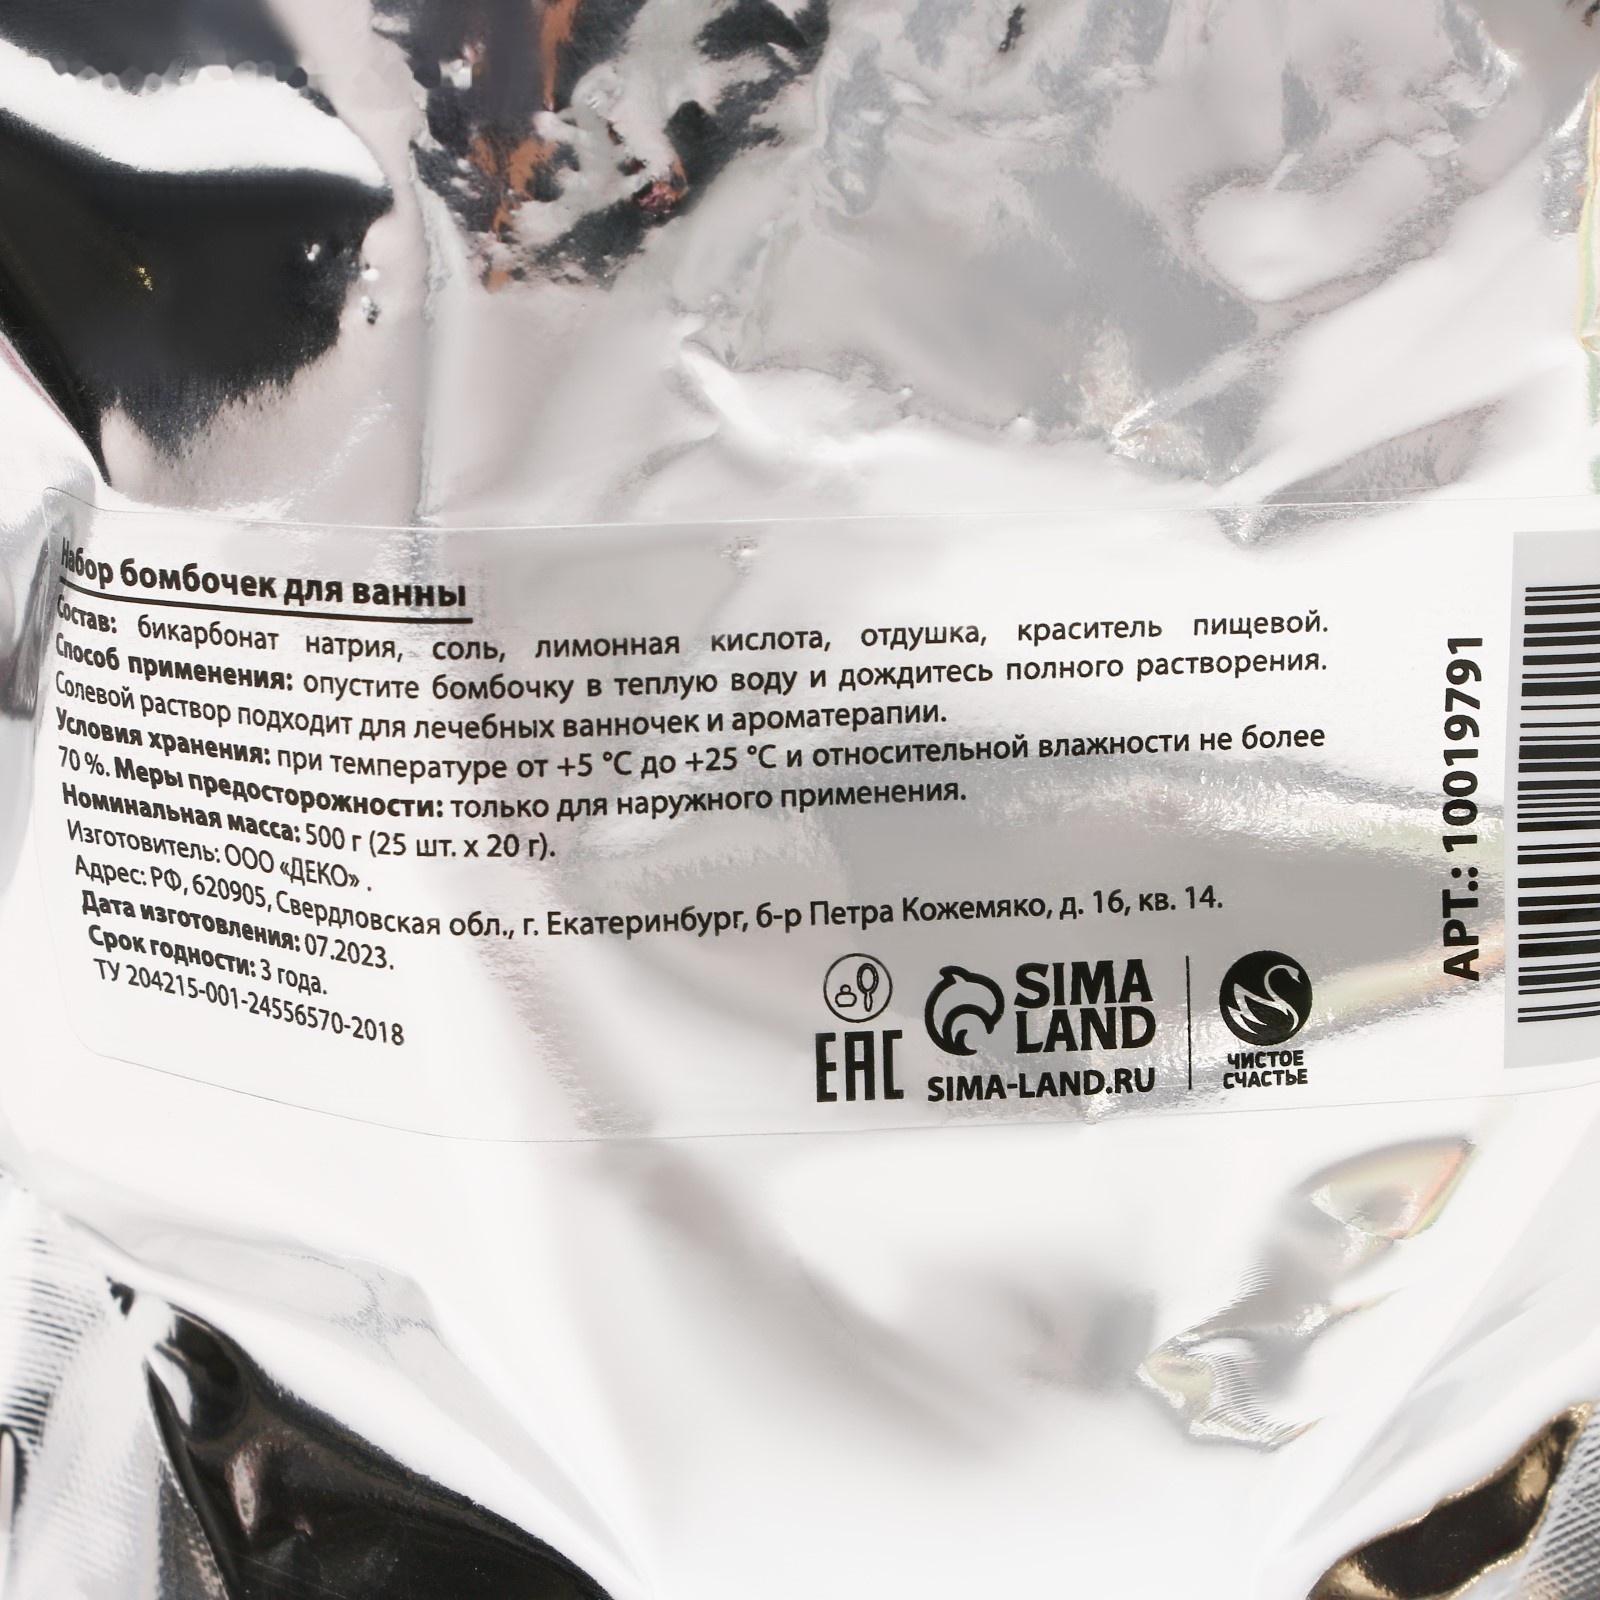 Набор бомбочек для ванны
Состав: бикарбонат натрия, соль, лимонная кислота, отдушка, краситель пищевой.
Способ применения: опустите бомбочку в теплую воду и дождитесь полного растворения.
Солевой раствор подходит для лечебных ванночек и ароматерапии.
Условия хранения: при температуре от +5 °С до +25 °С и относительной влажности не более
70 %. Меры предосторожности: только для наружного применения.
Номинальная масса: 500 г (25 шт. х 20 г).
Изготовитель: ООО «ДЕКО» .
Адрес: РФ, 620905, Свердловская обл., г. Екатеринбург, б-р Петра Кожемяко, д. 16, кв. 14.
Дата изготовления: 07.2023.
Срок годности: 3 года.
ТУ 204215-001-24556570-2018
ЕАС
SIMA
LAND
SIMA-LAND.RU
ЧИСТОЕ
СЧАСТЬЕ
АРТ.: 10019791